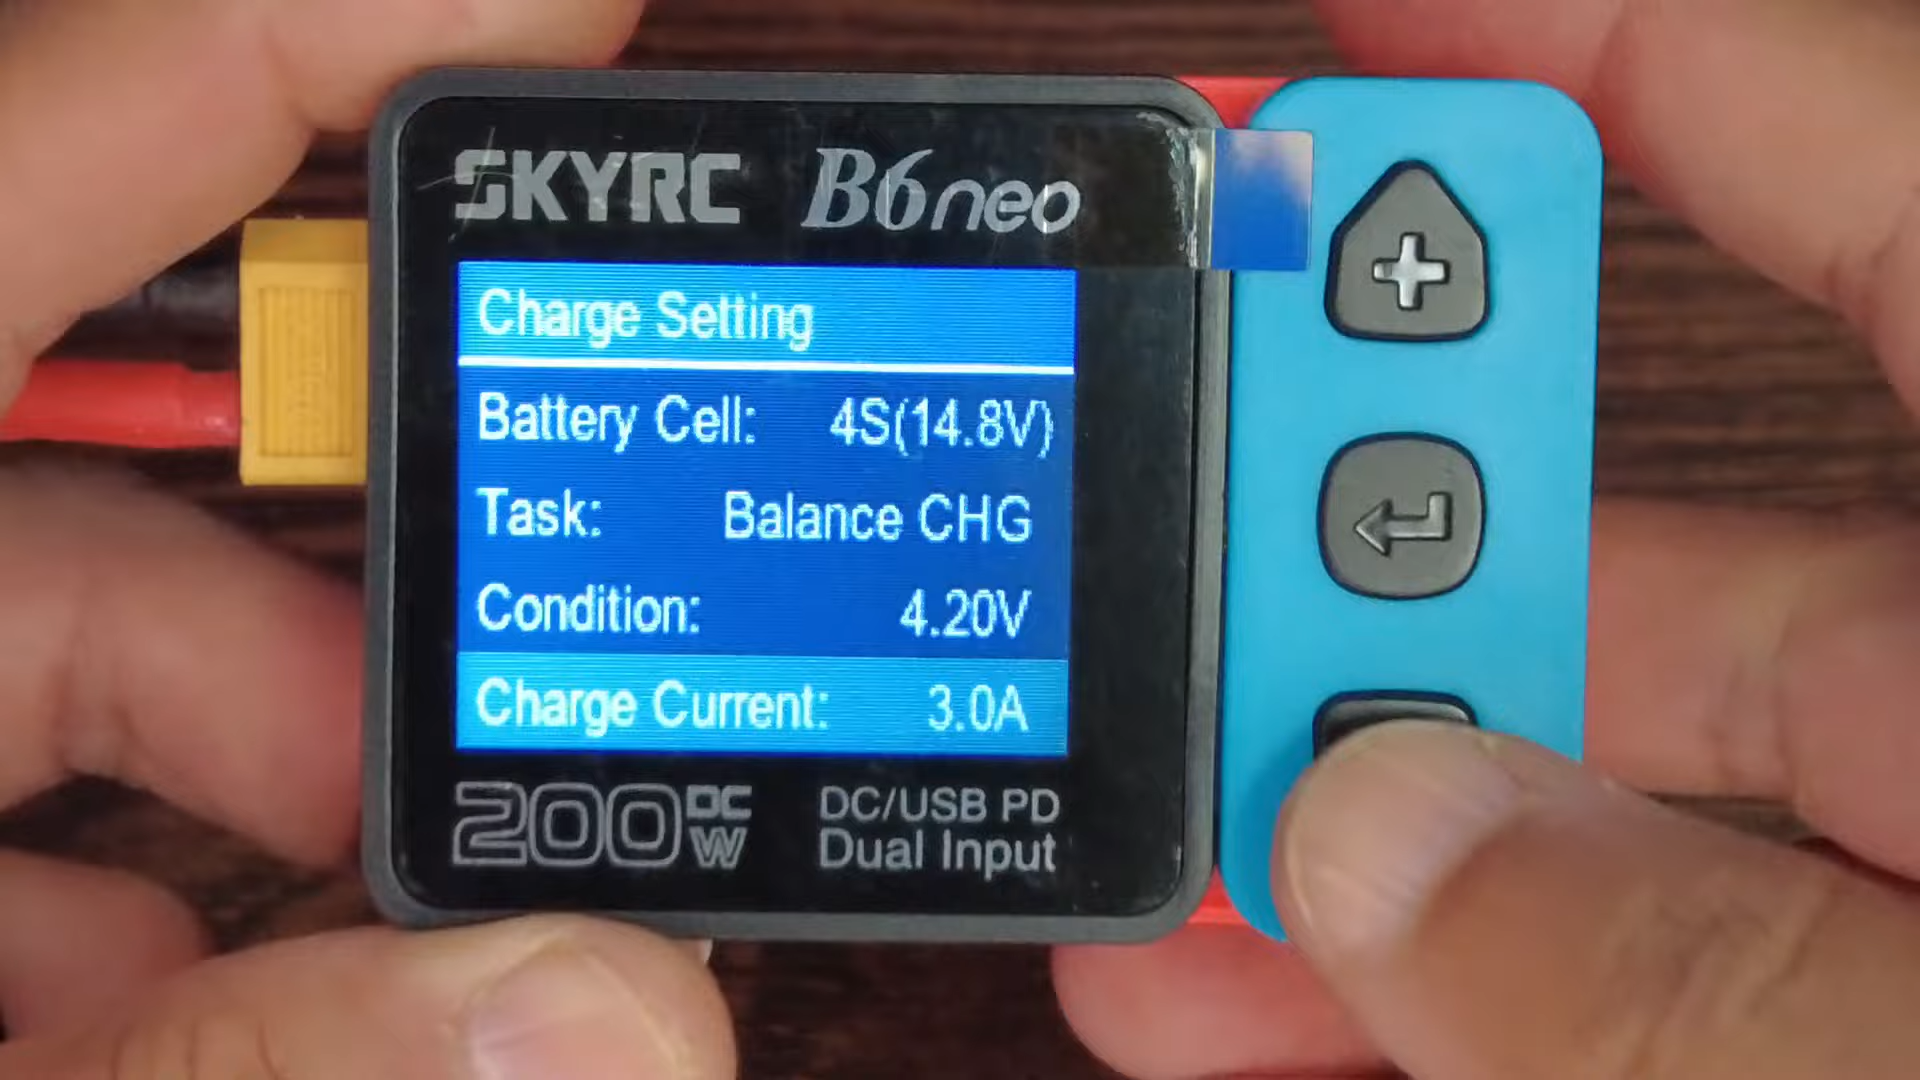 SKYRC B6neo
Charge Setting
Battery Cell: 4S(14.8V)
Task: Balance CHG
Condition: 4.20V
Charge Current: 3.0A
200 DC W
DC/USB PD
Dual Input